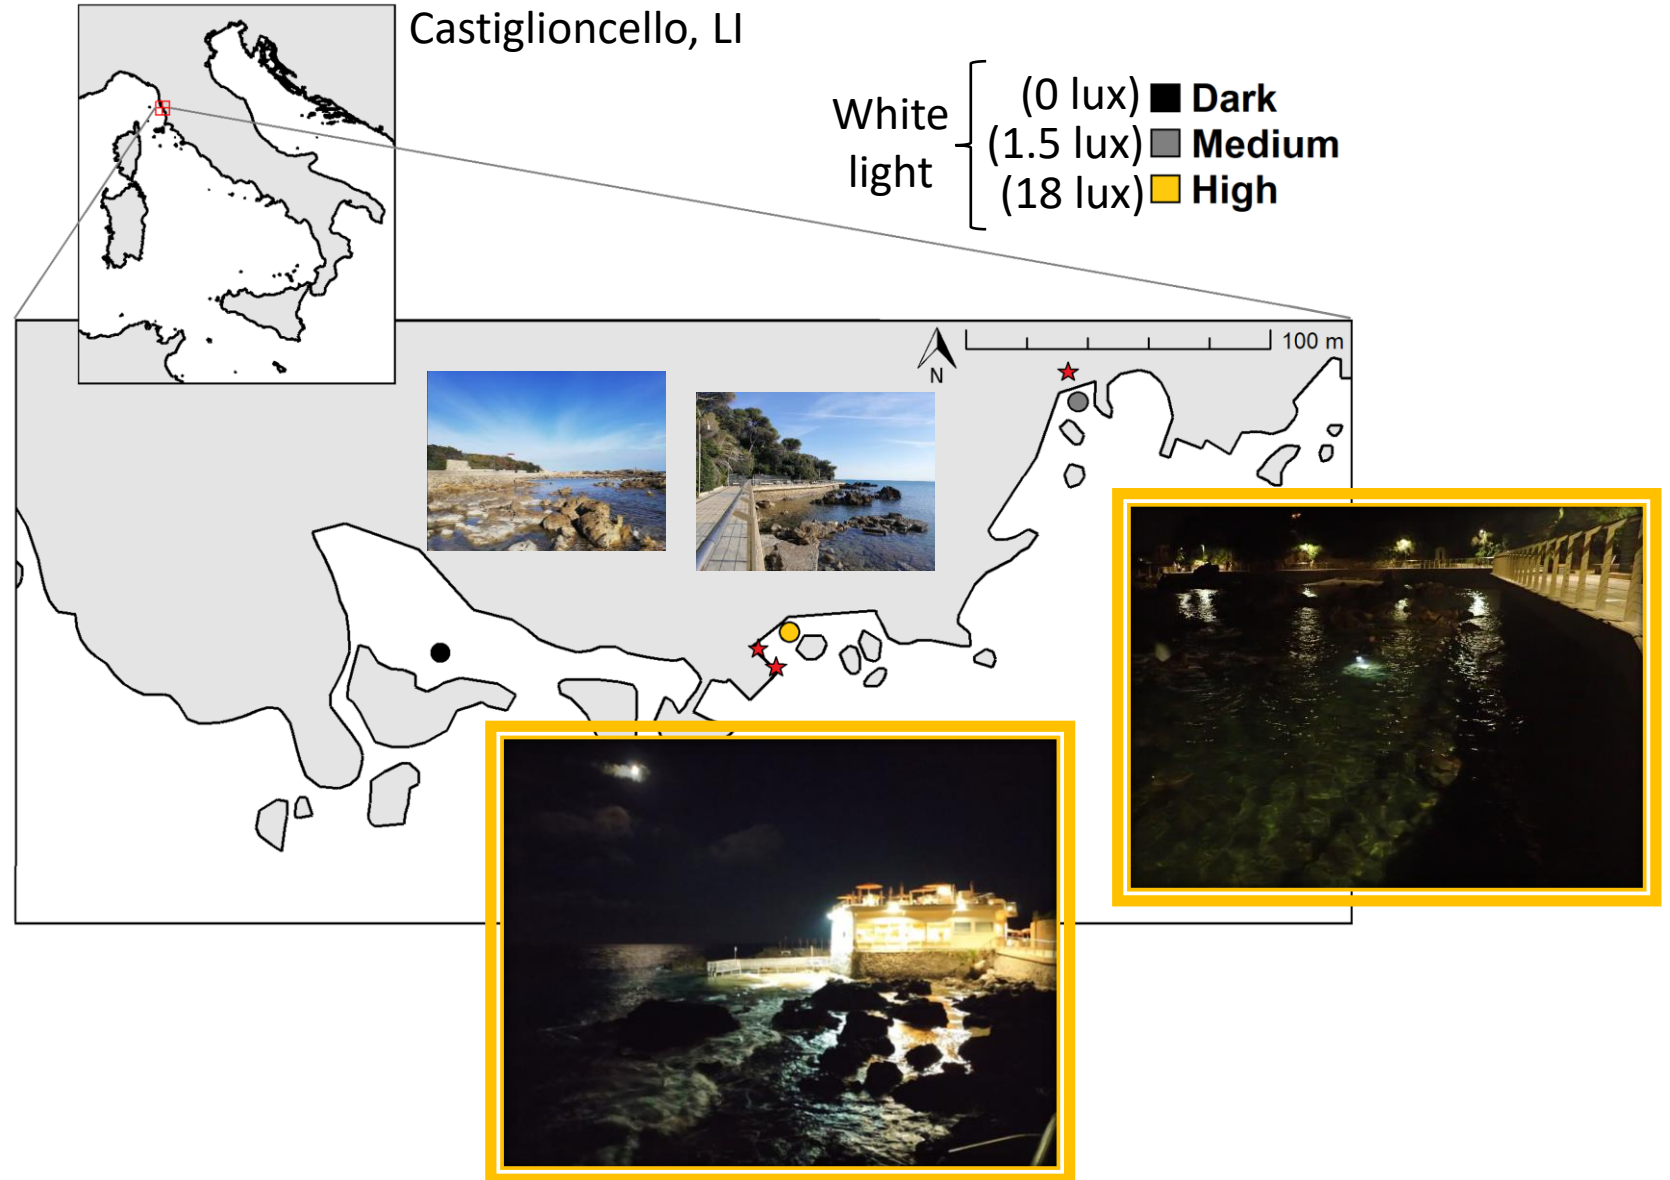 Castiglioncello, LI
White
light
(0 lux) Dark
(1.5 lux) Medium
(18 lux) High
100 m
N